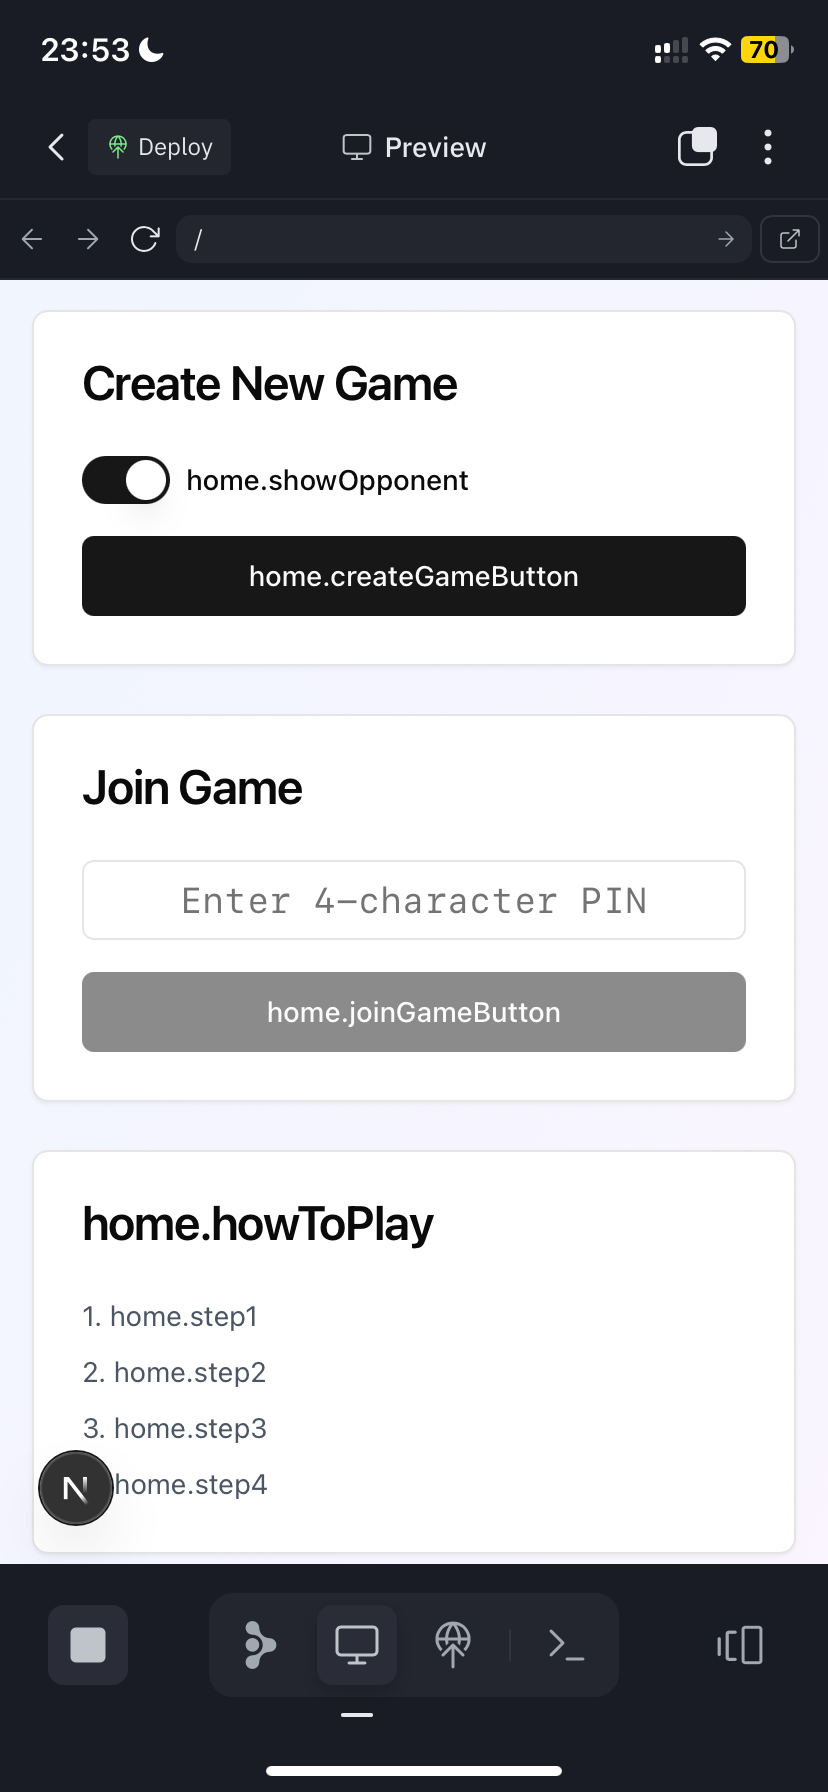 23:53
70
Deploy
Preview
/
Create New Game
home.showOpponent
home.createGameButton
Join Game
Enter 4-character PIN
home.joinGameButton
home.howToPlay
1. home.step1
2. home.step2
3. home.step3
home.step4
N